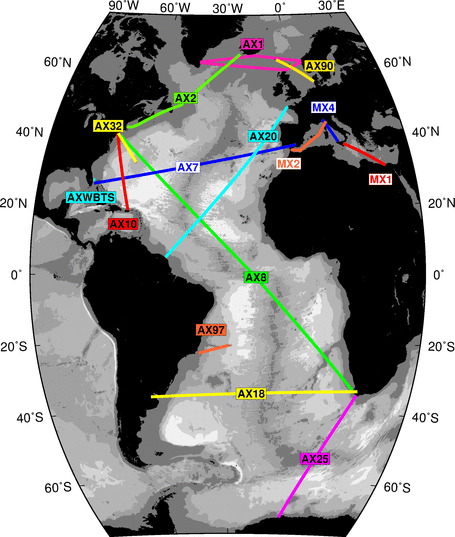 90°W 60°W 30°W 0° 30°E
AX1
60°N AX90 60°N
AX2
MX4
AX32
40°N AX20 40°N
MX2
AX7 MX1
AXWBTS
20°N 20°N
AX10
0° AX8 0°
AX97
20°S 20°S
AX18
40°S 40°S
AX25
60°S 60°S